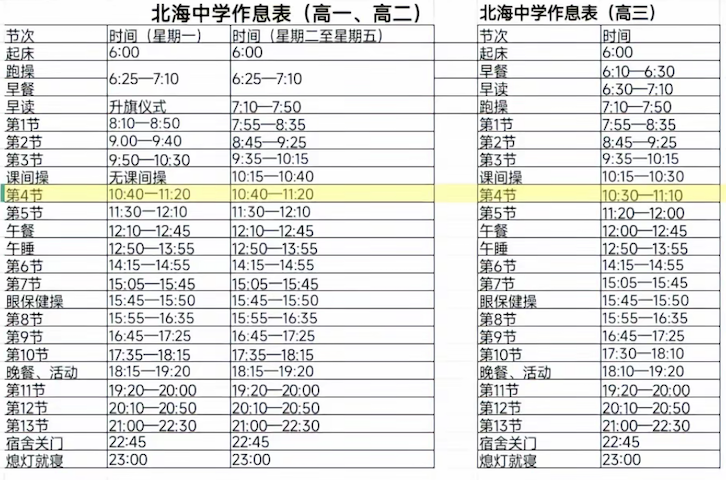 北海中学作息表（高一、高二）
节次 时间（星期一） 时间（星期二至星期五）
起床 6:00 6:00
跑操 6:25—7:10 6:25—7:10
早餐
早读 升旗仪式 7:10—7:50
第1节 8:10—8:50 7:55—8:35
第2节 9.00—9:40 8:45—9:25
第3节 9:50—10:30 9:35—10:15
课间操 无课间操 10:15—10:40
第4节 10:40—11:20 10:40—11:20
第5节 11:30—12:10 11:30—12:10
午餐 12:10—12:45 12:10—12:45
午睡 12:50—13:55 12:50—13:55
第6节 14:15—14:55 14:15—14:55
第7节 15:05—15:45 15:05—15:45
眼保健操 15:45—15:50 15:45—15:50
第8节 15:55—16:35 15:55—16:35
第9节 16:45—17:25 16:45—17:25
第10节 17:35—18:15 17:35—18:15
晚餐、活动 18:15—19:20 18:15—19:20
第11节 19:20—20:00 19:20—20:00
第12节 20:10—20:50 20:10—20:50
第13节 21:00—22:30 21:00—22:30
宿舍关门 22:45 22:45
熄灯就寝 23:00 23:00
北海中学作息表（高三）
节次 时间
起床 6:00
早餐 6:10—6:30
早读 6:30—7:10
跑操 7:10—7:50
第1节 7:55—8:35
第2节 8:45—9:25
第3节 9:35—10:15
课间操 10:15—10:30
第4节 10:30—11:10
第5节 11:20—12:00
午餐 12:00—12:45
午睡 12:50—13:55
第6节 14:15—14:55
第7节 15:05—15:45
眼保健操 15:45—15:50
第8节 15:55—16:35
第9节 16:45—17:25
第10节 17:30—18:10
晚餐、活动 18:10—19:20
第11节 19:20—20:00
第12节 20:10—20:50
第13节 21:00—22:30
宿舍关门 22:45
熄灯就寝 23:00